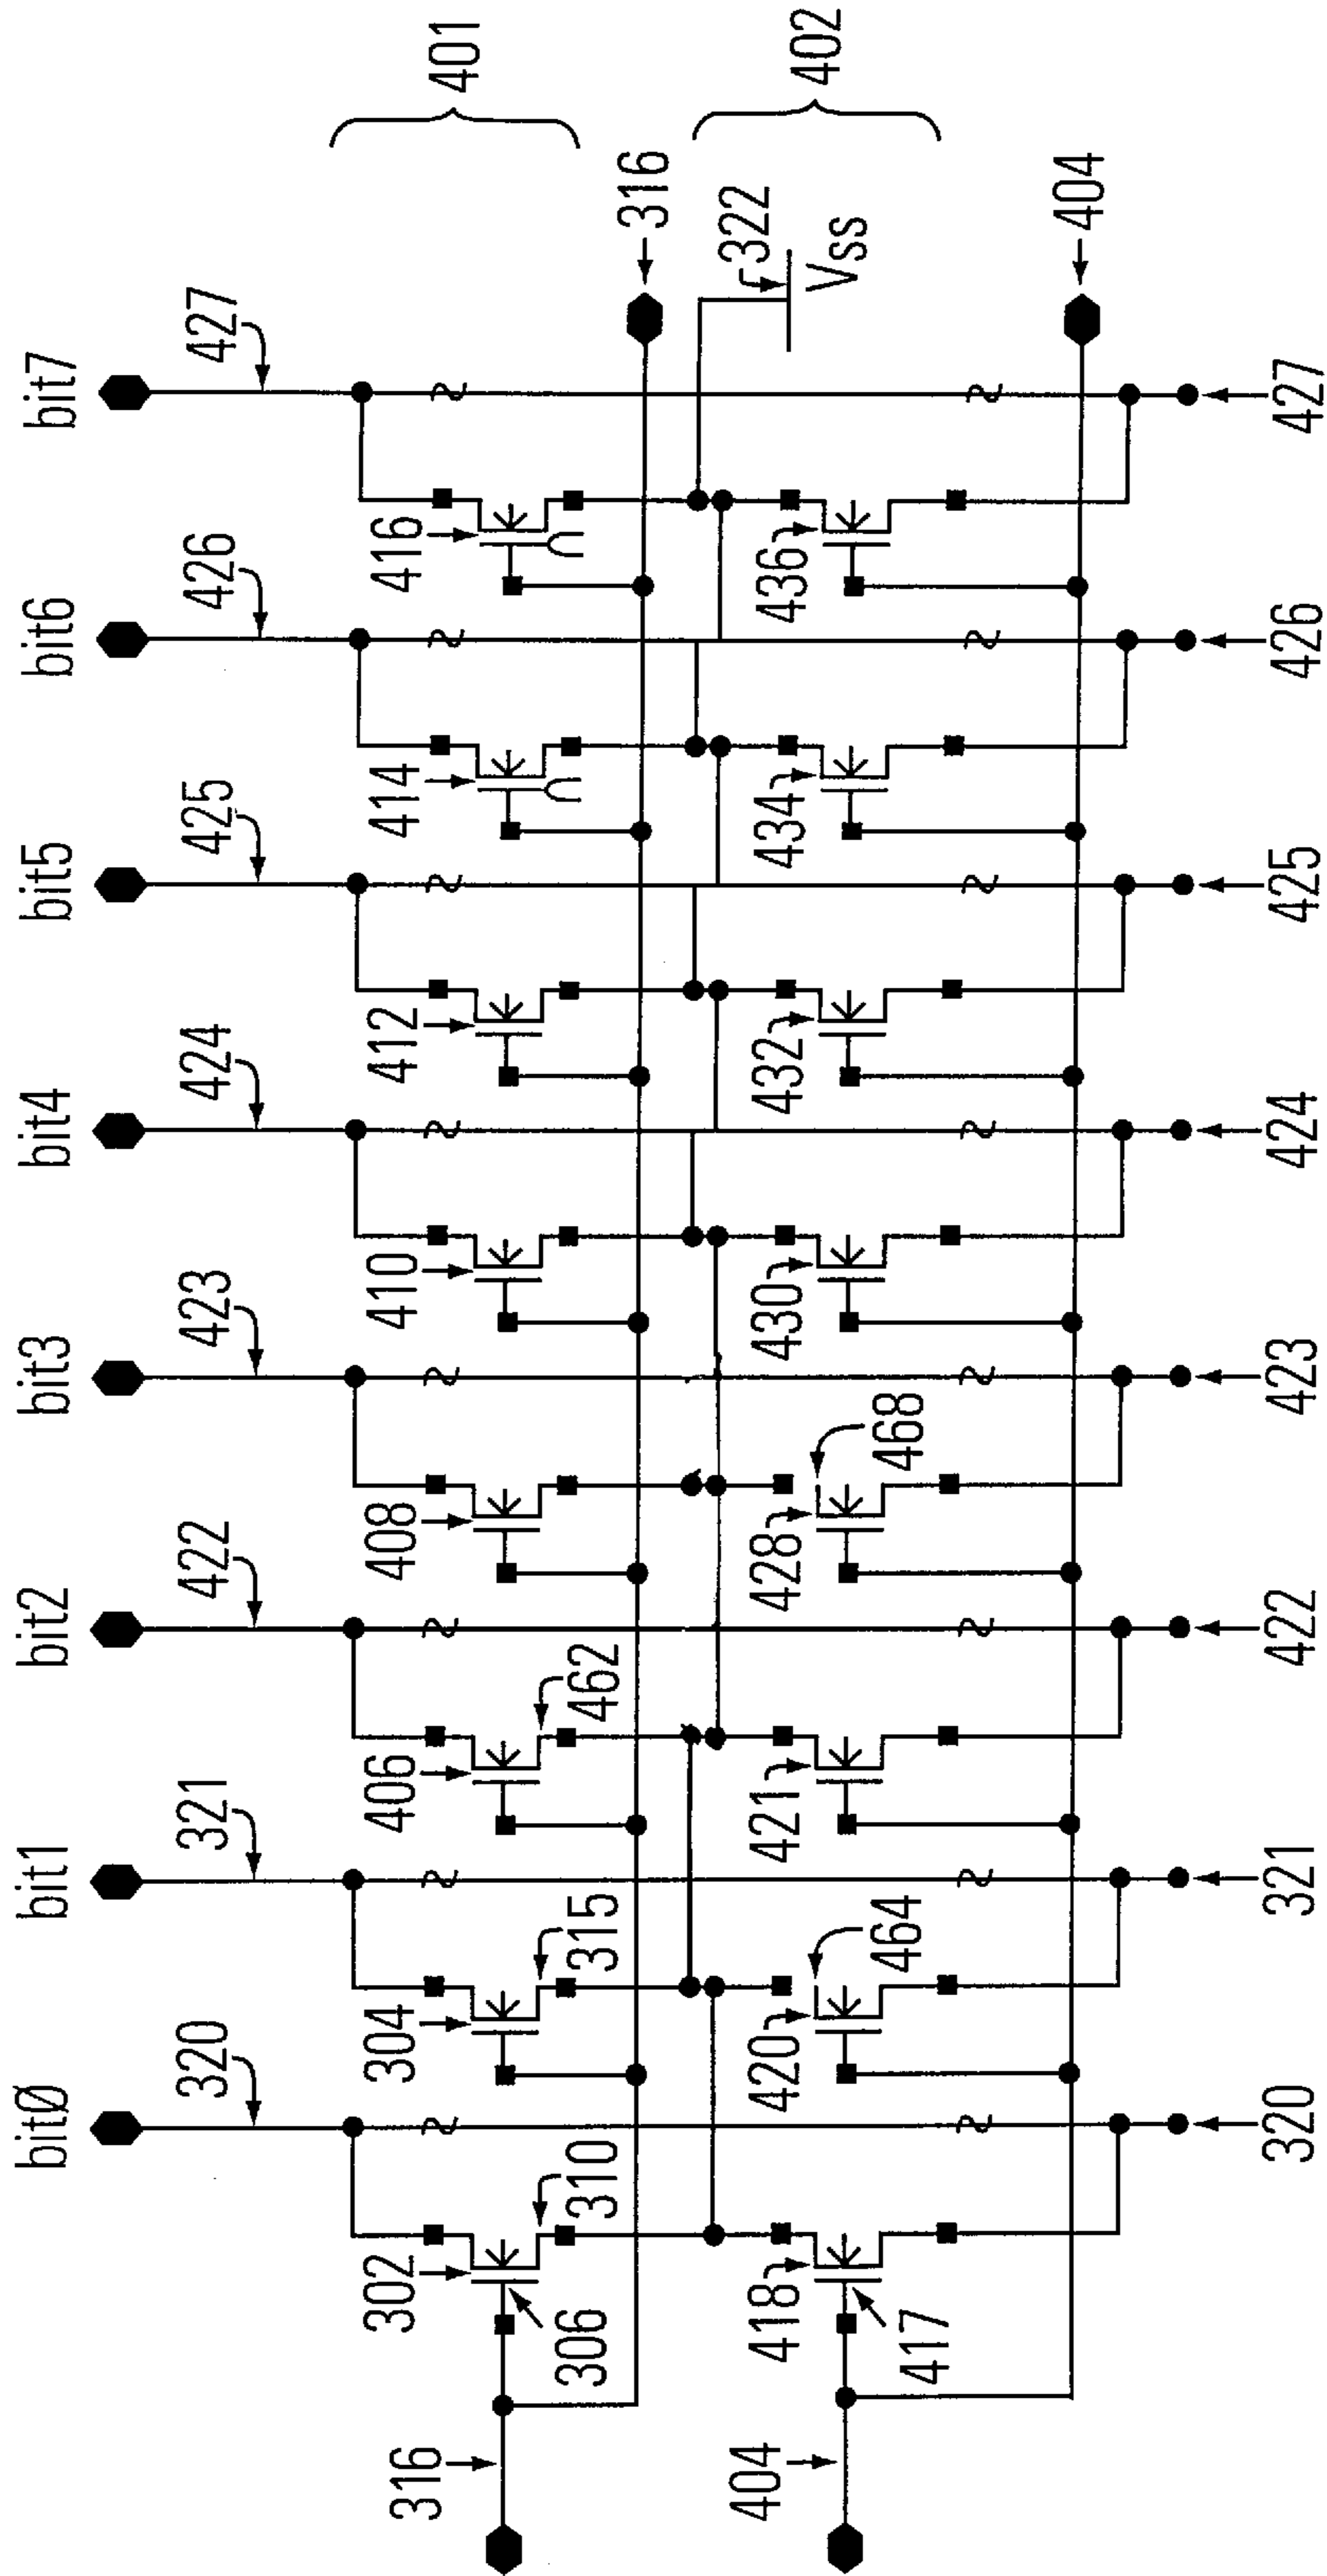 bitØ bit1 bit2 bit3 bit4 bit5 bit6 bit7
320 321 422 423 424 425 426 427
302 304 406 408 410 412 414 416 401
306 310 315 462
316 316
322
VSS
402
418 420 421 428 430 432 434 436
417 464 468
404 404
320 321 422 423 424 425 426 427